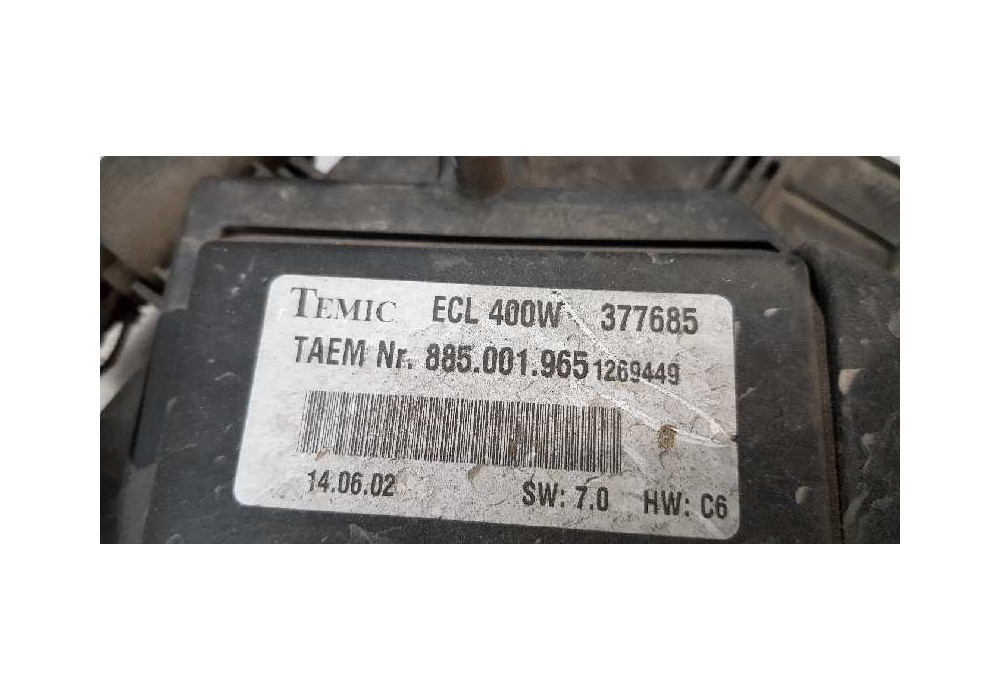 TEMIC ECL 400W 377685
TAEM Nr. 885.001.965 1269449
14.06.02 SW: 7.0 HW: C6